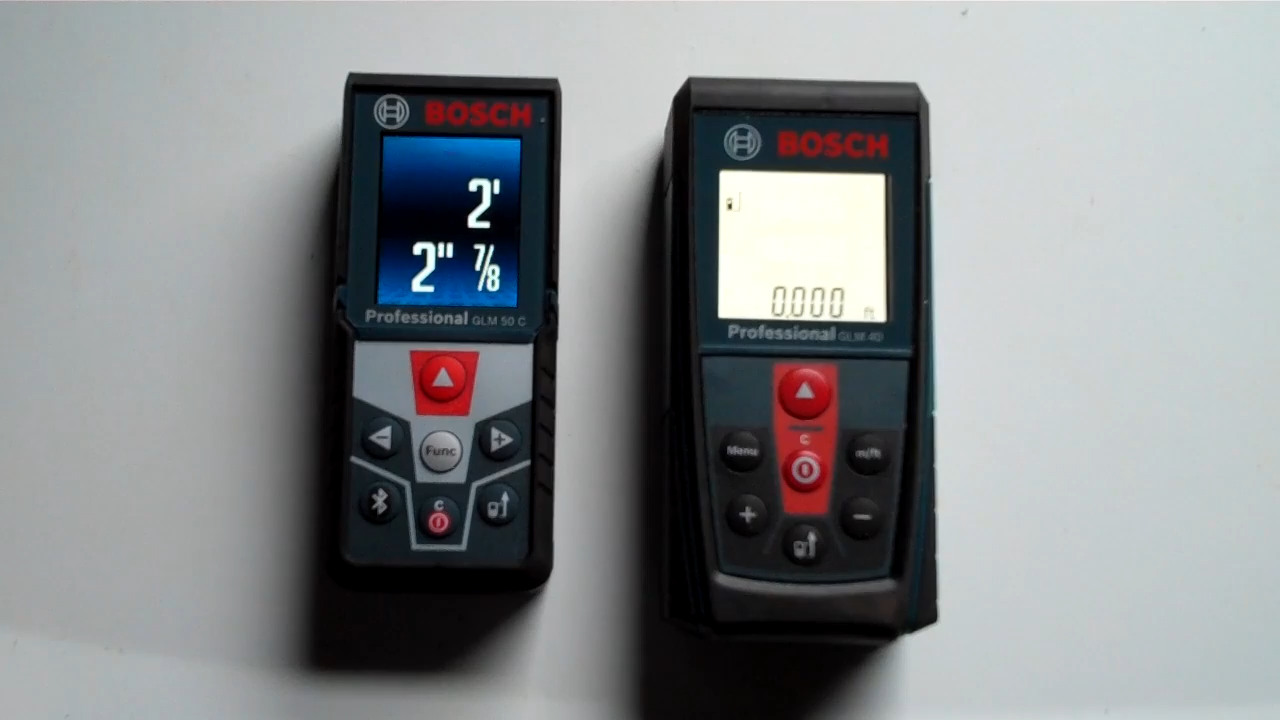 BOSCH
2'
2" 7/8
Professional GLM 50 C
Func
C
BOSCH
0.000 ft
Professional GLM 40
C
Menu
m/ft